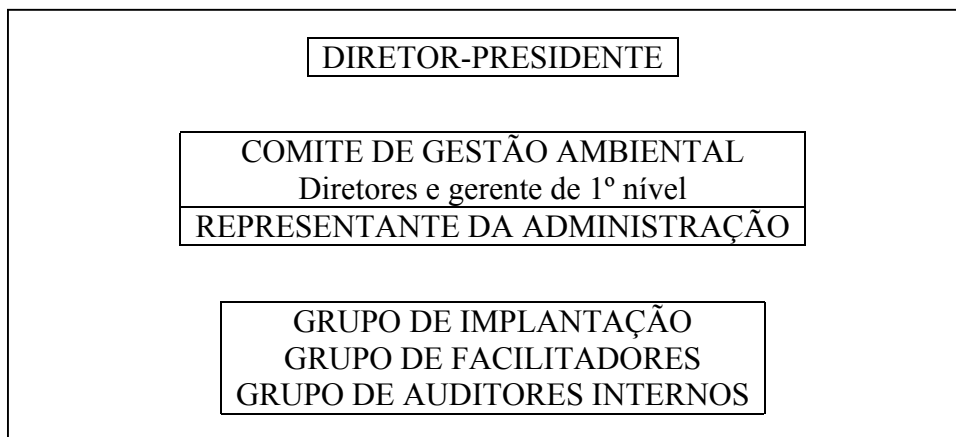 DIRETOR-PRESIDENTE
COMITE DE GESTÃO AMBIENTAL
Diretores e gerente de 1º nível
REPRESENTANTE DA ADMINISTRAÇÃO
GRUPO DE IMPLANTAÇÃO
GRUPO DE FACILITADORES
GRUPO DE AUDITORES INTERNOS